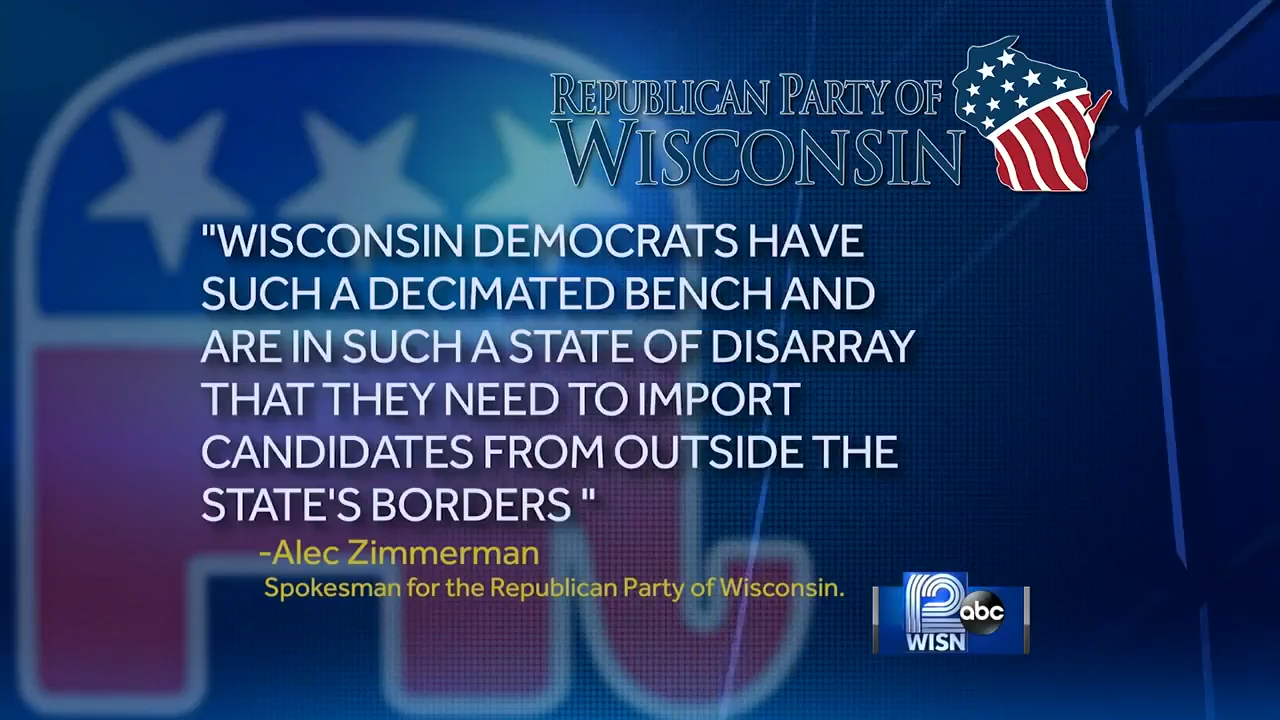 REPUBLICAN PARTY OF
WISCONSIN
"WISCONSIN DEMOCRATS HAVE
SUCH A DECIMATED BENCH AND
ARE IN SUCH A STATE OF DISARRAY
THAT THEY NEED TO IMPORT
CANDIDATES FROM OUTSIDE THE
STATE'S BORDERS "
-Alec Zimmerman
Spokesman for the Republican Party of Wisconsin.
12 abc
WISN